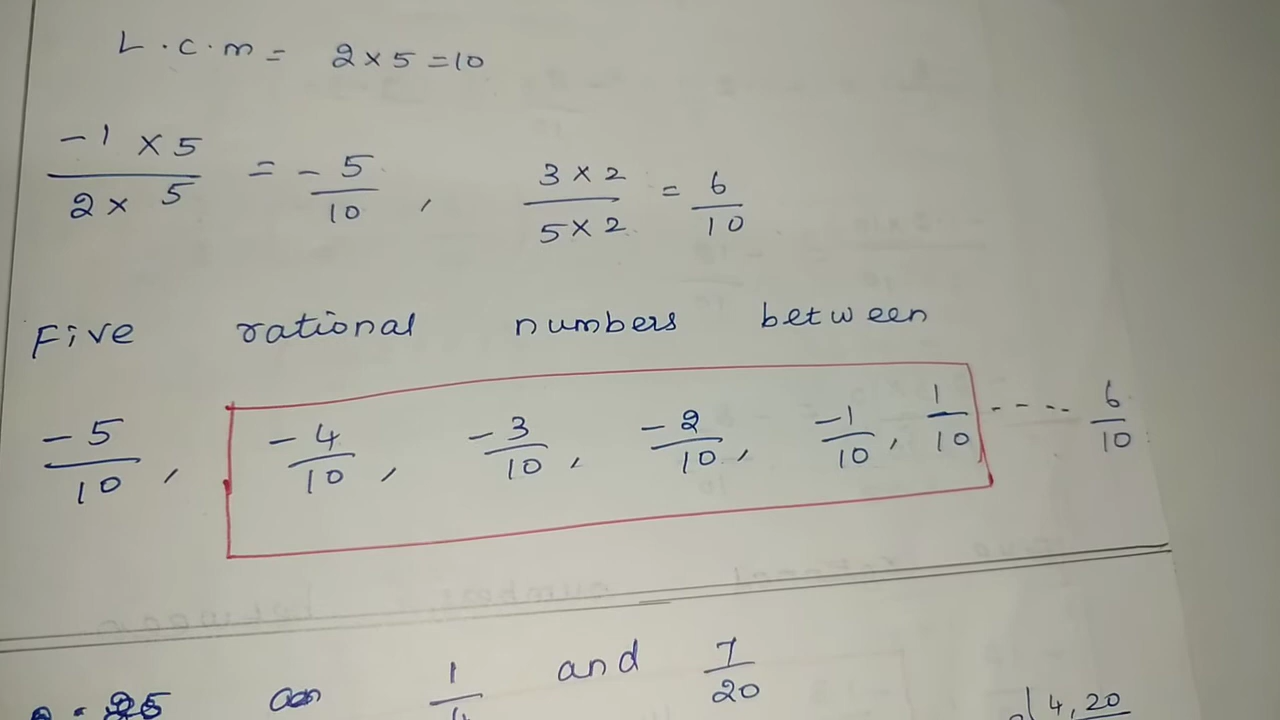 L.c.m = 2 × 5 = 10
-1 × 5 / 2 × 5 = -5/10 , 3 × 2 / 5 × 2 = 6/10
Five rational numbers between
-5/10 , -4/10 , -3/10 , -2/10 , -1/10 , 1/10 ---- 6/10
1/4 and 7/20
4, 20